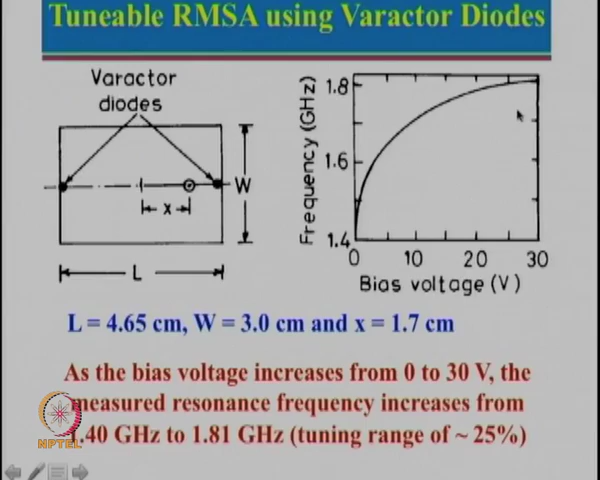 Tuneable RMSA using Varactor Diodes
Varactor
diodes
W
x
L
Frequency (GHz)
1.8
1.6
1.4
0 10 20 30
Bias voltage (V)
L = 4.65 cm, W = 3.0 cm and x = 1.7 cm
As the bias voltage increases from 0 to 30 V, the
measured resonance frequency increases from
1.40 GHz to 1.81 GHz (tuning range of ~ 25%)
NPTEL